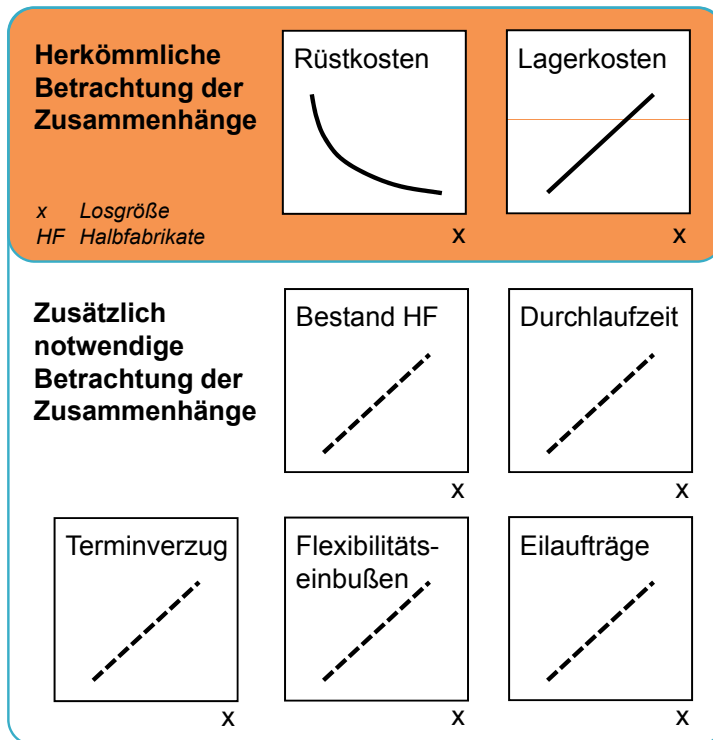 Herkömmliche
Betrachtung der
Zusammenhänge
x Losgröße
HF Halbfabrikate
Rüstkosten
x
Lagerkosten
x
Zusätzlich
notwendige
Betrachtung der
Zusammenhänge
Bestand HF
x
Durchlaufzeit
x
Terminverzug
x
Flexibilitäts-
einbußen
x
Eilaufträge
x